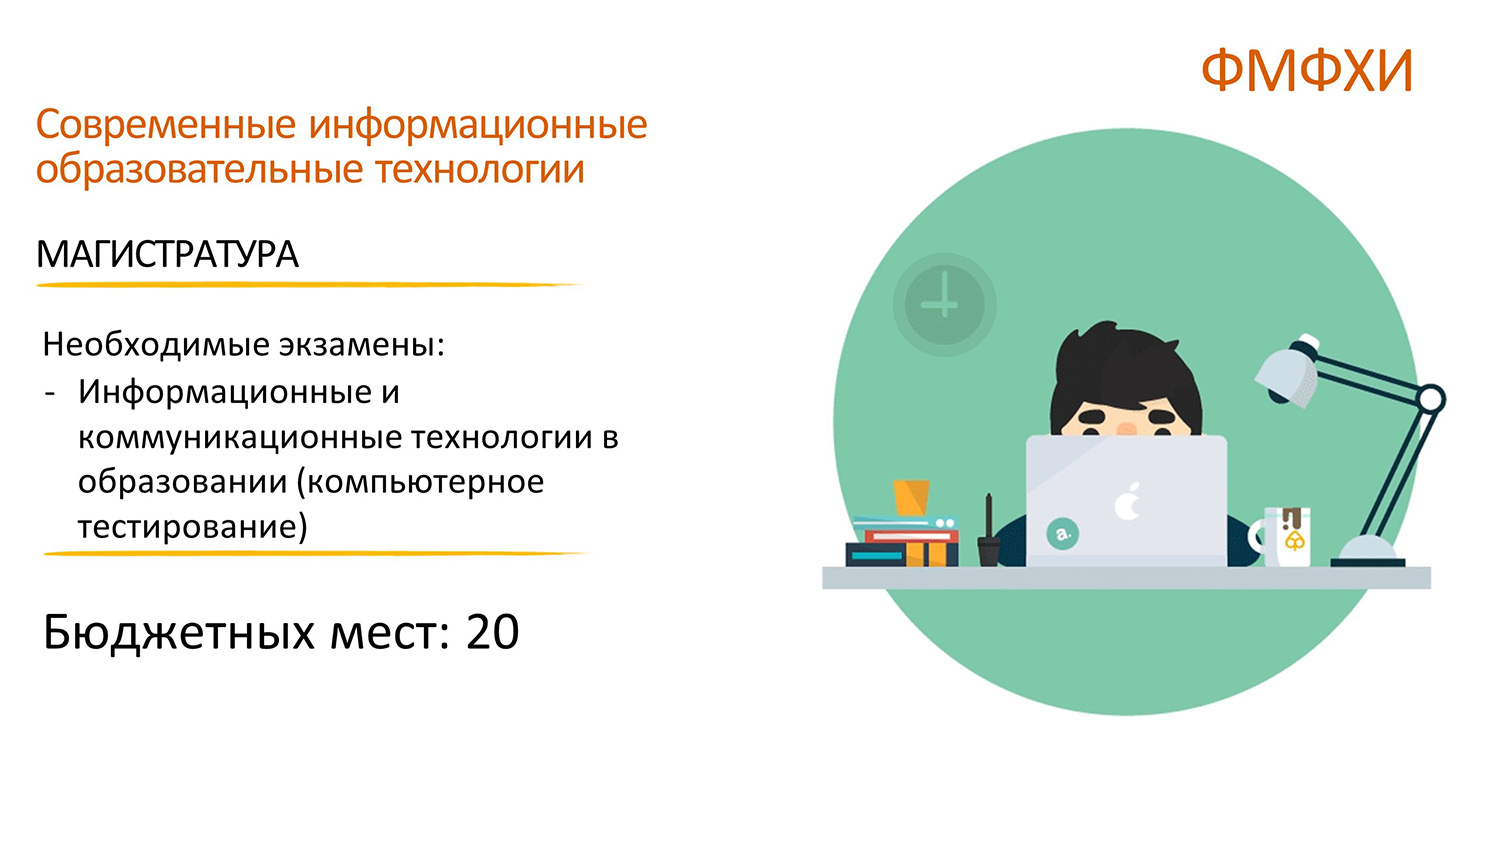 ФМФХИ
Современные информационные
образовательные технологии
МАГИСТРАТУРА
Необходимые экзамены:
- Информационные и
коммуникационные технологии в
образовании (компьютерное
тестирование)
Бюджетных мест: 20
a.